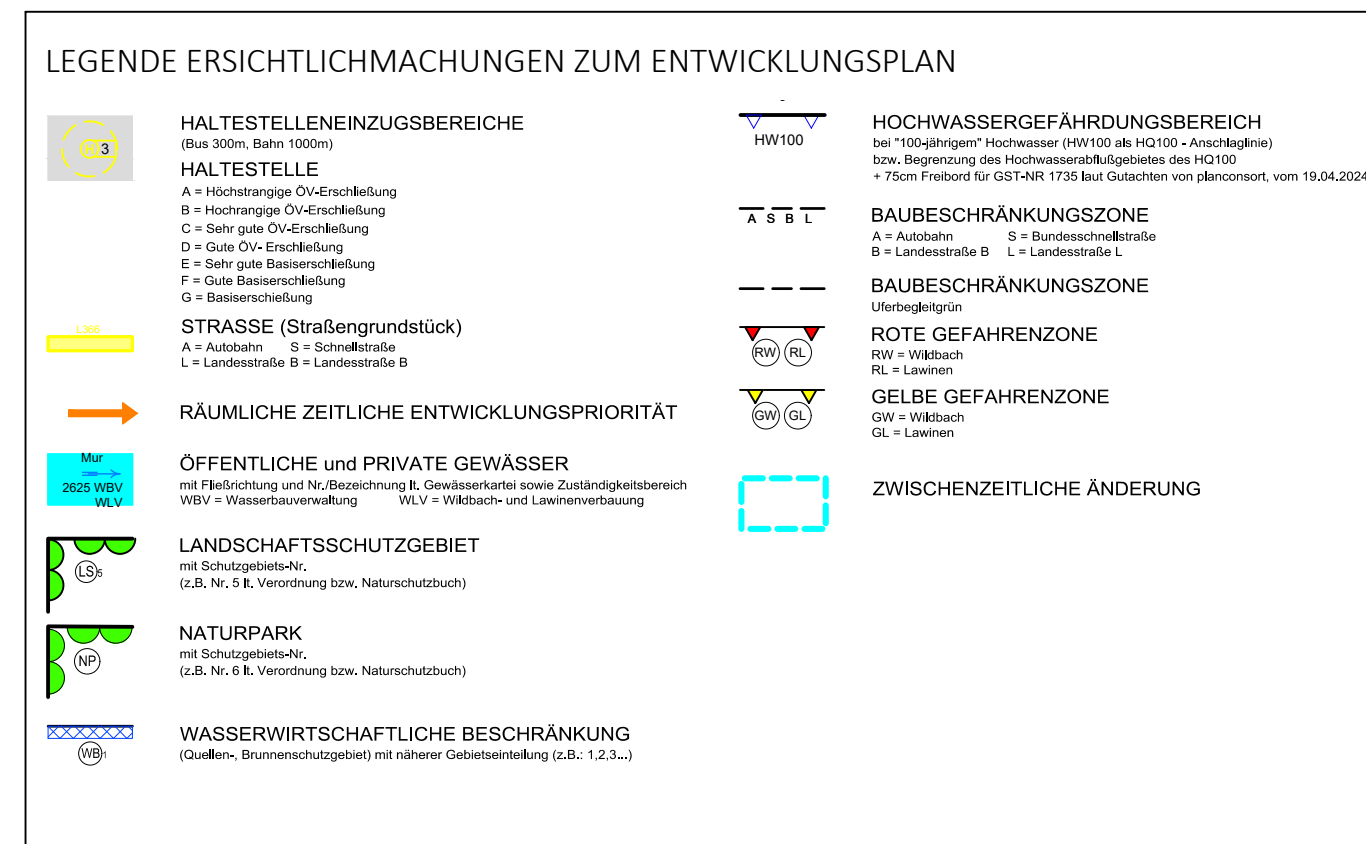 LEGENDE ERSICHTLICHMACHUNGEN ZUM ENTWICKLUNGSPLAN
H 3
HALTESTELLENEINZUGSBEREICHE
(Bus 300m, Bahn 1000m)
HALTESTELLE
A = Höchstrangige ÖV-Erschließung
B = Hochrangige ÖV-Erschließung
C = Sehr gute ÖV-Erschließung
D = Gute ÖV- Erschließung
E = Sehr gute Basiserschließung
F = Gute Basiserschließung
G = Basiserschießung
L366
STRASSE (Straßengrundstück)
A = Autobahn S = Schnellstraße
L = Landesstraße B = Landesstraße B
RÄUMLICHE ZEITLICHE ENTWICKLUNGSPRIORITÄT
Mur
2625 WBV
WLV
ÖFFENTLICHE und PRIVATE GEWÄSSER
mit Fließrichtung und Nr./Bezeichnung lt. Gewässerkartei sowie Zuständigkeitsbereich
WBV = Wasserbauverwaltung WLV = Wildbach- und Lawinenverbauung
LS 5
LANDSCHAFTSSCHUTZGEBIET
mit Schutzgebiets-Nr.
(z.B. Nr. 5 lt. Verordnung bzw. Naturschutzbuch)
NP
NATURPARK
mit Schutzgebiets-Nr.
(z.B. Nr. 6 lt. Verordnung bzw. Naturschutzbuch)
WB 1
WASSERWIRTSCHAFTLICHE BESCHRÄNKUNG
(Quellen-, Brunnenschutzgebiet) mit näherer Gebietseinteilung (z.B.: 1,2,3...)
HW100
HOCHWASSERGEFÄHRDUNGSBEREICH
bei "100-jährigem" Hochwasser (HW100 als HQ100 - Anschlaglinie)
bzw. Begrenzung des Hochwasserabflußgebietes des HQ100
+ 75cm Freibord für GST-NR 1735 laut Gutachten von planconsort, vom 19.04.2024
A S B L
BAUBESCHRÄNKUNGSZONE
A = Autobahn S = Bundesschnellstraße
B = Landesstraße B L = Landesstraße L
BAUBESCHRÄNKUNGSZONE
Uferbegleitgrün
RW RL
ROTE GEFAHRENZONE
RW = Wildbach
RL = Lawinen
GW GL
GELBE GEFAHRENZONE
GW = Wildbach
GL = Lawinen
ZWISCHENZEITLICHE ÄNDERUNG